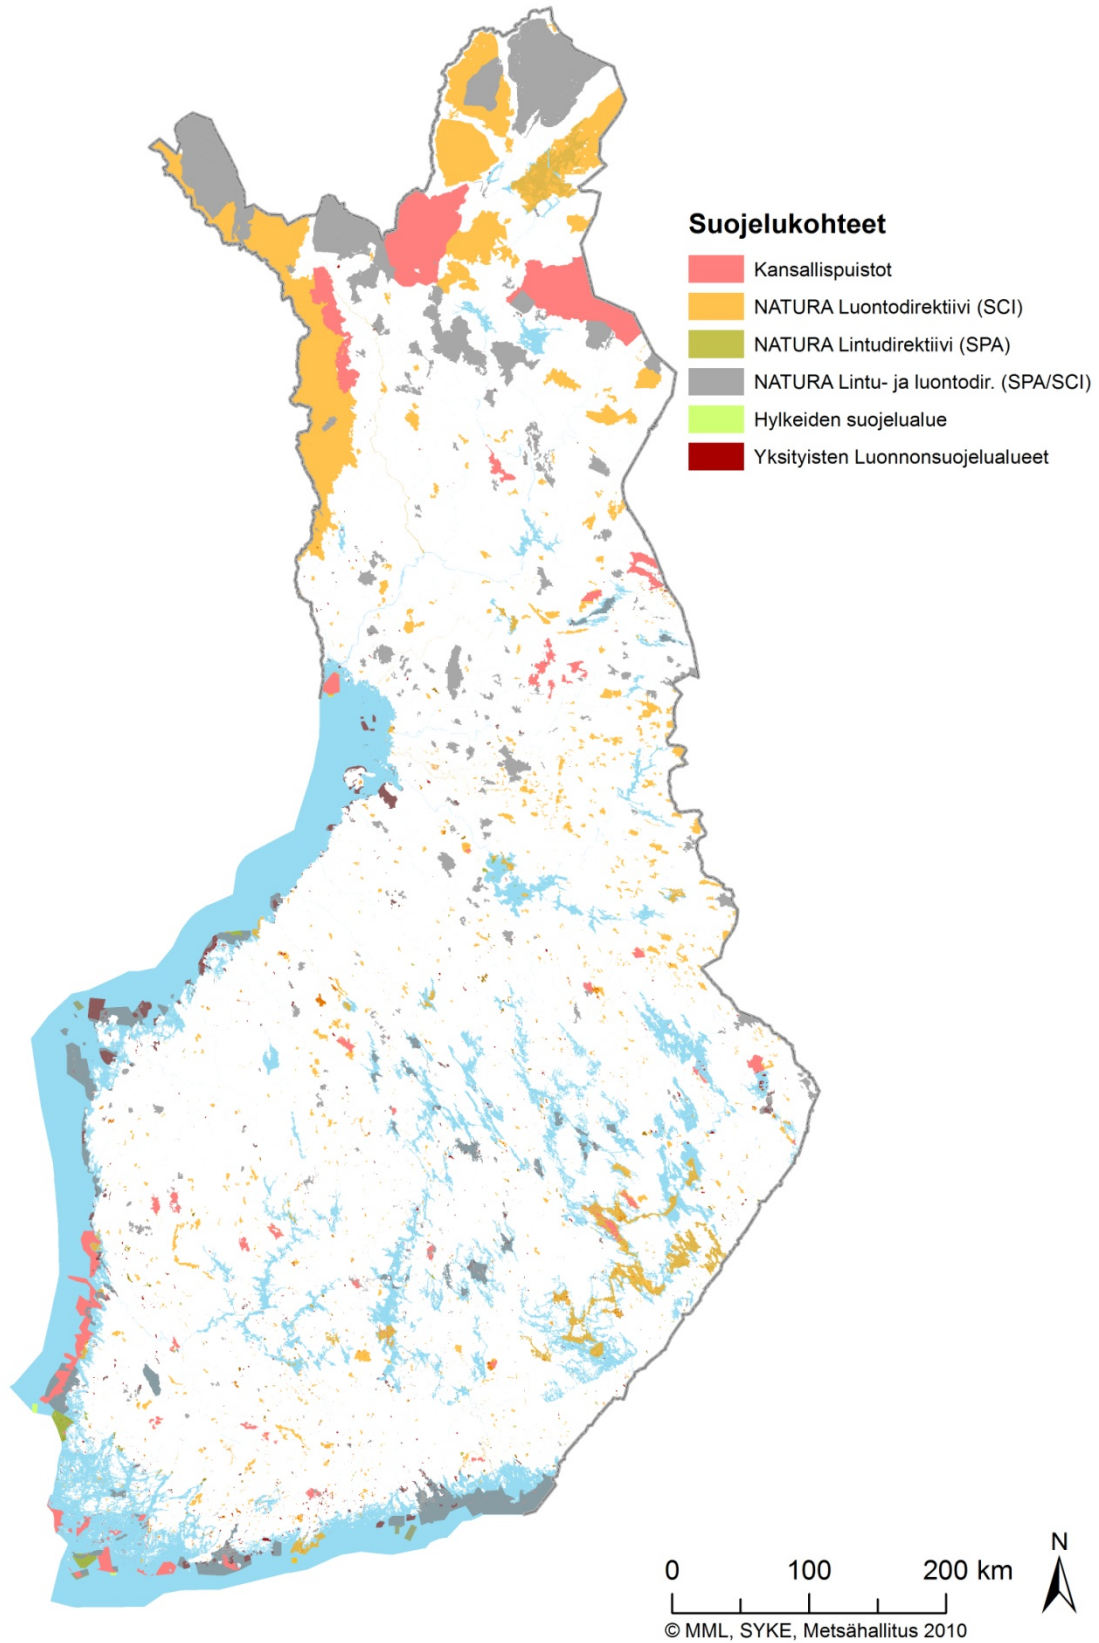 Suojelukohteet
Kansallispuistot
NATURA Luontodirektiivi (SCI)
NATURA Lintudirektiivi (SPA)
NATURA Lintu- ja luontodir. (SPA/SCI)
Hylkeiden suojelualue
Yksityisten Luonnonsuojelualueet
N
0 100 200 km
© MML, SYKE, Metsähallitus 2010